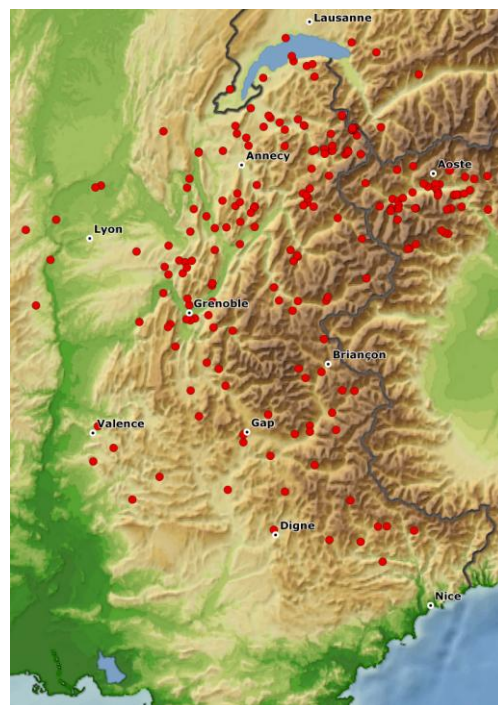 Lausanne
Annecy
Aoste
Lyon
Grenoble
Briançon
Valence
Gap
Digne
Nice